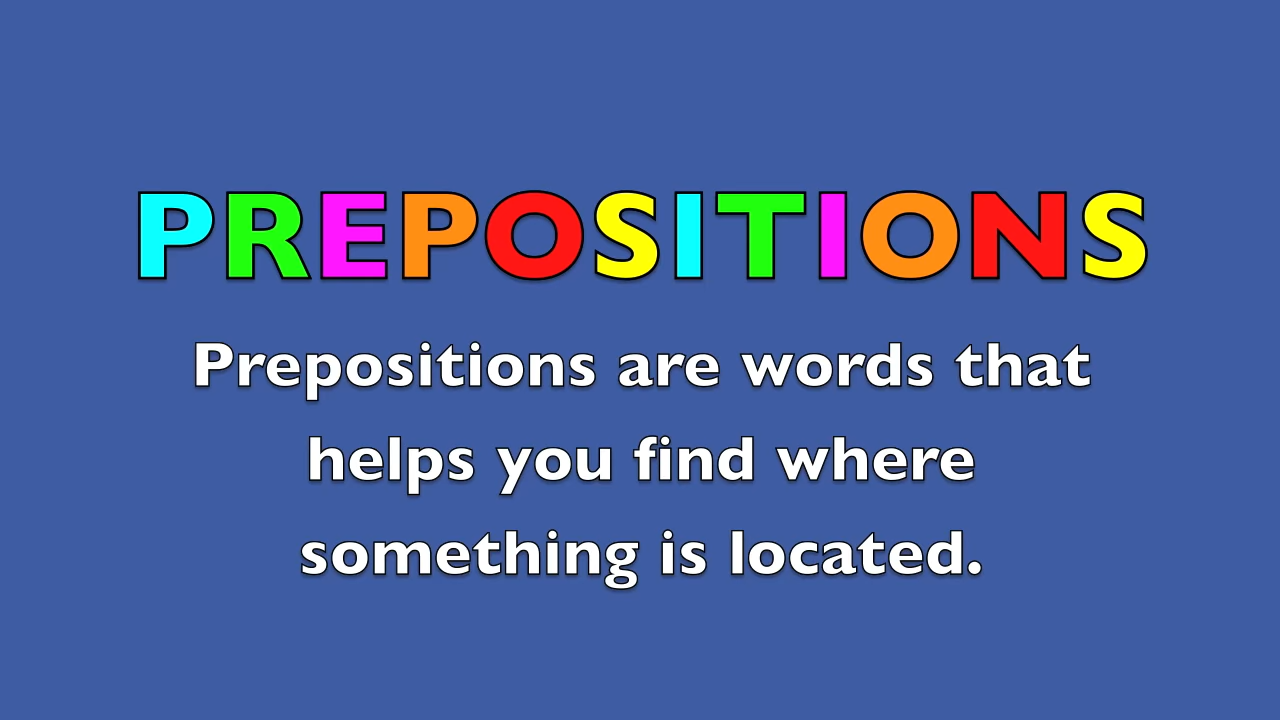 PREPOSITIONS
Prepositions are words that
helps you find where
something is located.